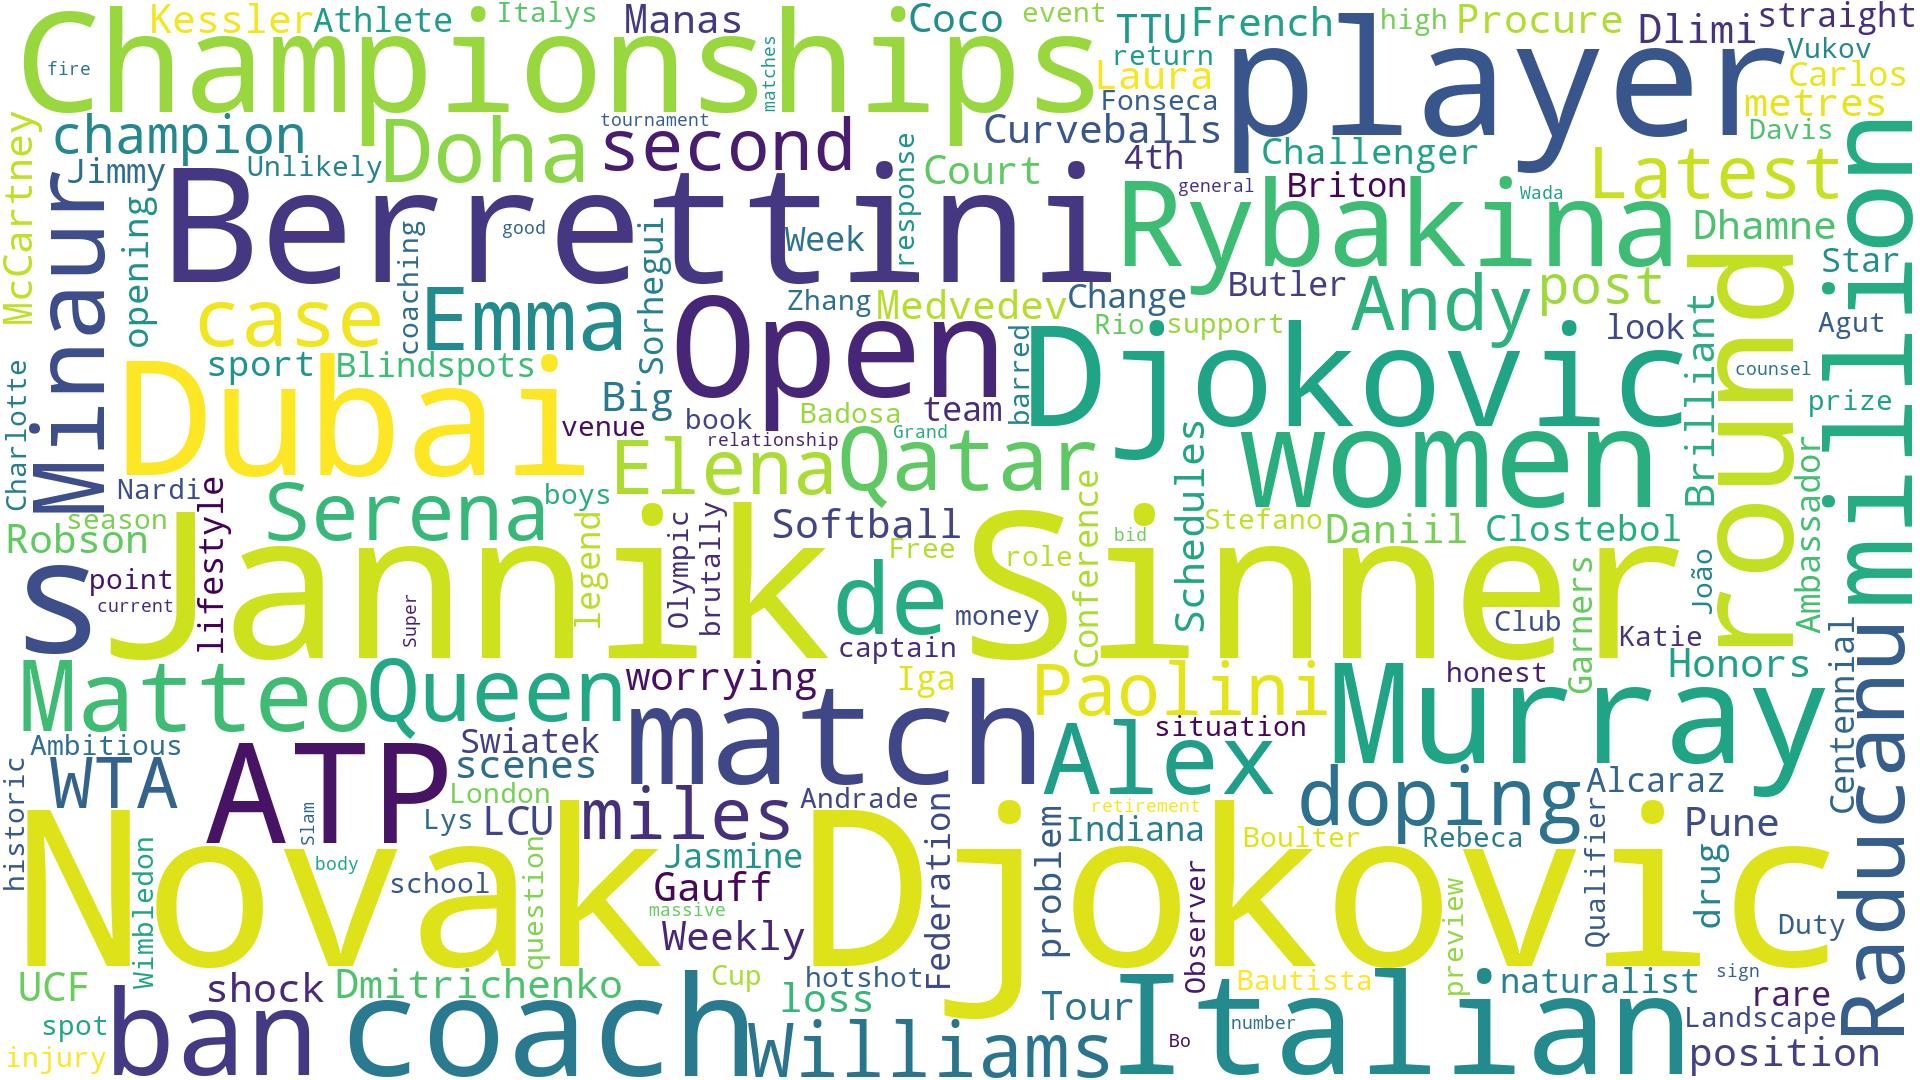 Kessler
Athlete
Italys
Manas
Coco
event
TTU
French
high
Procure
Dlimi
straight
Championships
fire
matches
return
player
Vukov
Laura
Carlos
Fonseca
metres
McCartney
champion
Doha
tournament
second
response
Curveballs
4th
Challenger
Davis
million
Jimmy
Unlikely
Court
Briton
Latest
Minaur
Berrettini
general
Wada
Rybakina
opening
good
Week
Dhamne
coaching
Sorhegui
Star
case
Emma
Zhang
Medvedev
Change
Butler
Andy
post
round
Open
Rio
support
look
Agut
Brilliant
sport
Blindspots
barred
Djokovic
counsel
Charlotte
Dubai
Big
book
Badosa
team
prize
venue
relationship
Grand
Elena
Qatar
Schedules
women
Ambassador
Nardi
lifestyle
Serena
boys
Conference
Robson
season
legend
Olympic
brutally
Softball
Free
role
bid
Stefano
Daniil
Clostebol
s
Jannik Sinner
point
current
Super
de
money
Garners
João
Club
Katie
captain
Matteo
Queen
worrying
Iga
Paolini
honest
Honors
Centennial
Raducanu
Ambitious
WTA
ATP
Swiatek
scenes
match
situation
Alex
Murray
historic
London
Slam
Lys
LCU
miles
Andrade
Federation
retirement
doping
Alcaraz
Novak Djokovic
Wimbledon
body
school
question
Jasmine
Gauff
massive
Weekly
problem
Indiana
Observer
Boulter
Rebeca
preview
Qualifier
Pune
drug
Duty
UCF
shock
Dmitrichenko
Cup
hotshot
Bautista
naturalist
sign
rare
loss
Tour
spot
ban
coach
Williams
Bo
number
Italian
Landscape
injury
position